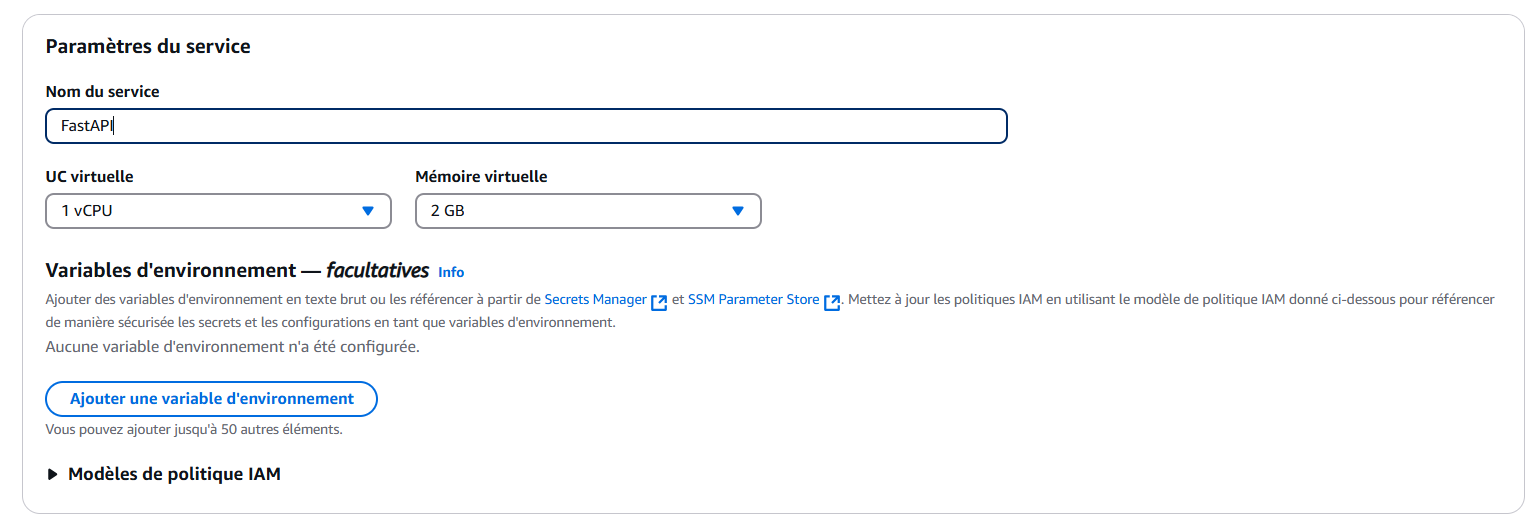 Paramètres du service
Nom du service
FastAPI
UC virtuelle
Mémoire virtuelle
1 vCPU
2 GB
Variables d'environnement — facultatives Info
Ajouter des variables d'environnement en texte brut ou les référencer à partir de Secrets Manager et SSM Parameter Store. Mettez à jour les politiques IAM en utilisant le modèle de politique IAM donné ci-dessous pour référencer
de manière sécurisée les secrets et les configurations en tant que variables d'environnement.
Aucune variable d'environnement n'a été configurée.
Ajouter une variable d'environnement
Vous pouvez ajouter jusqu'à 50 autres éléments.
Modèles de politique IAM